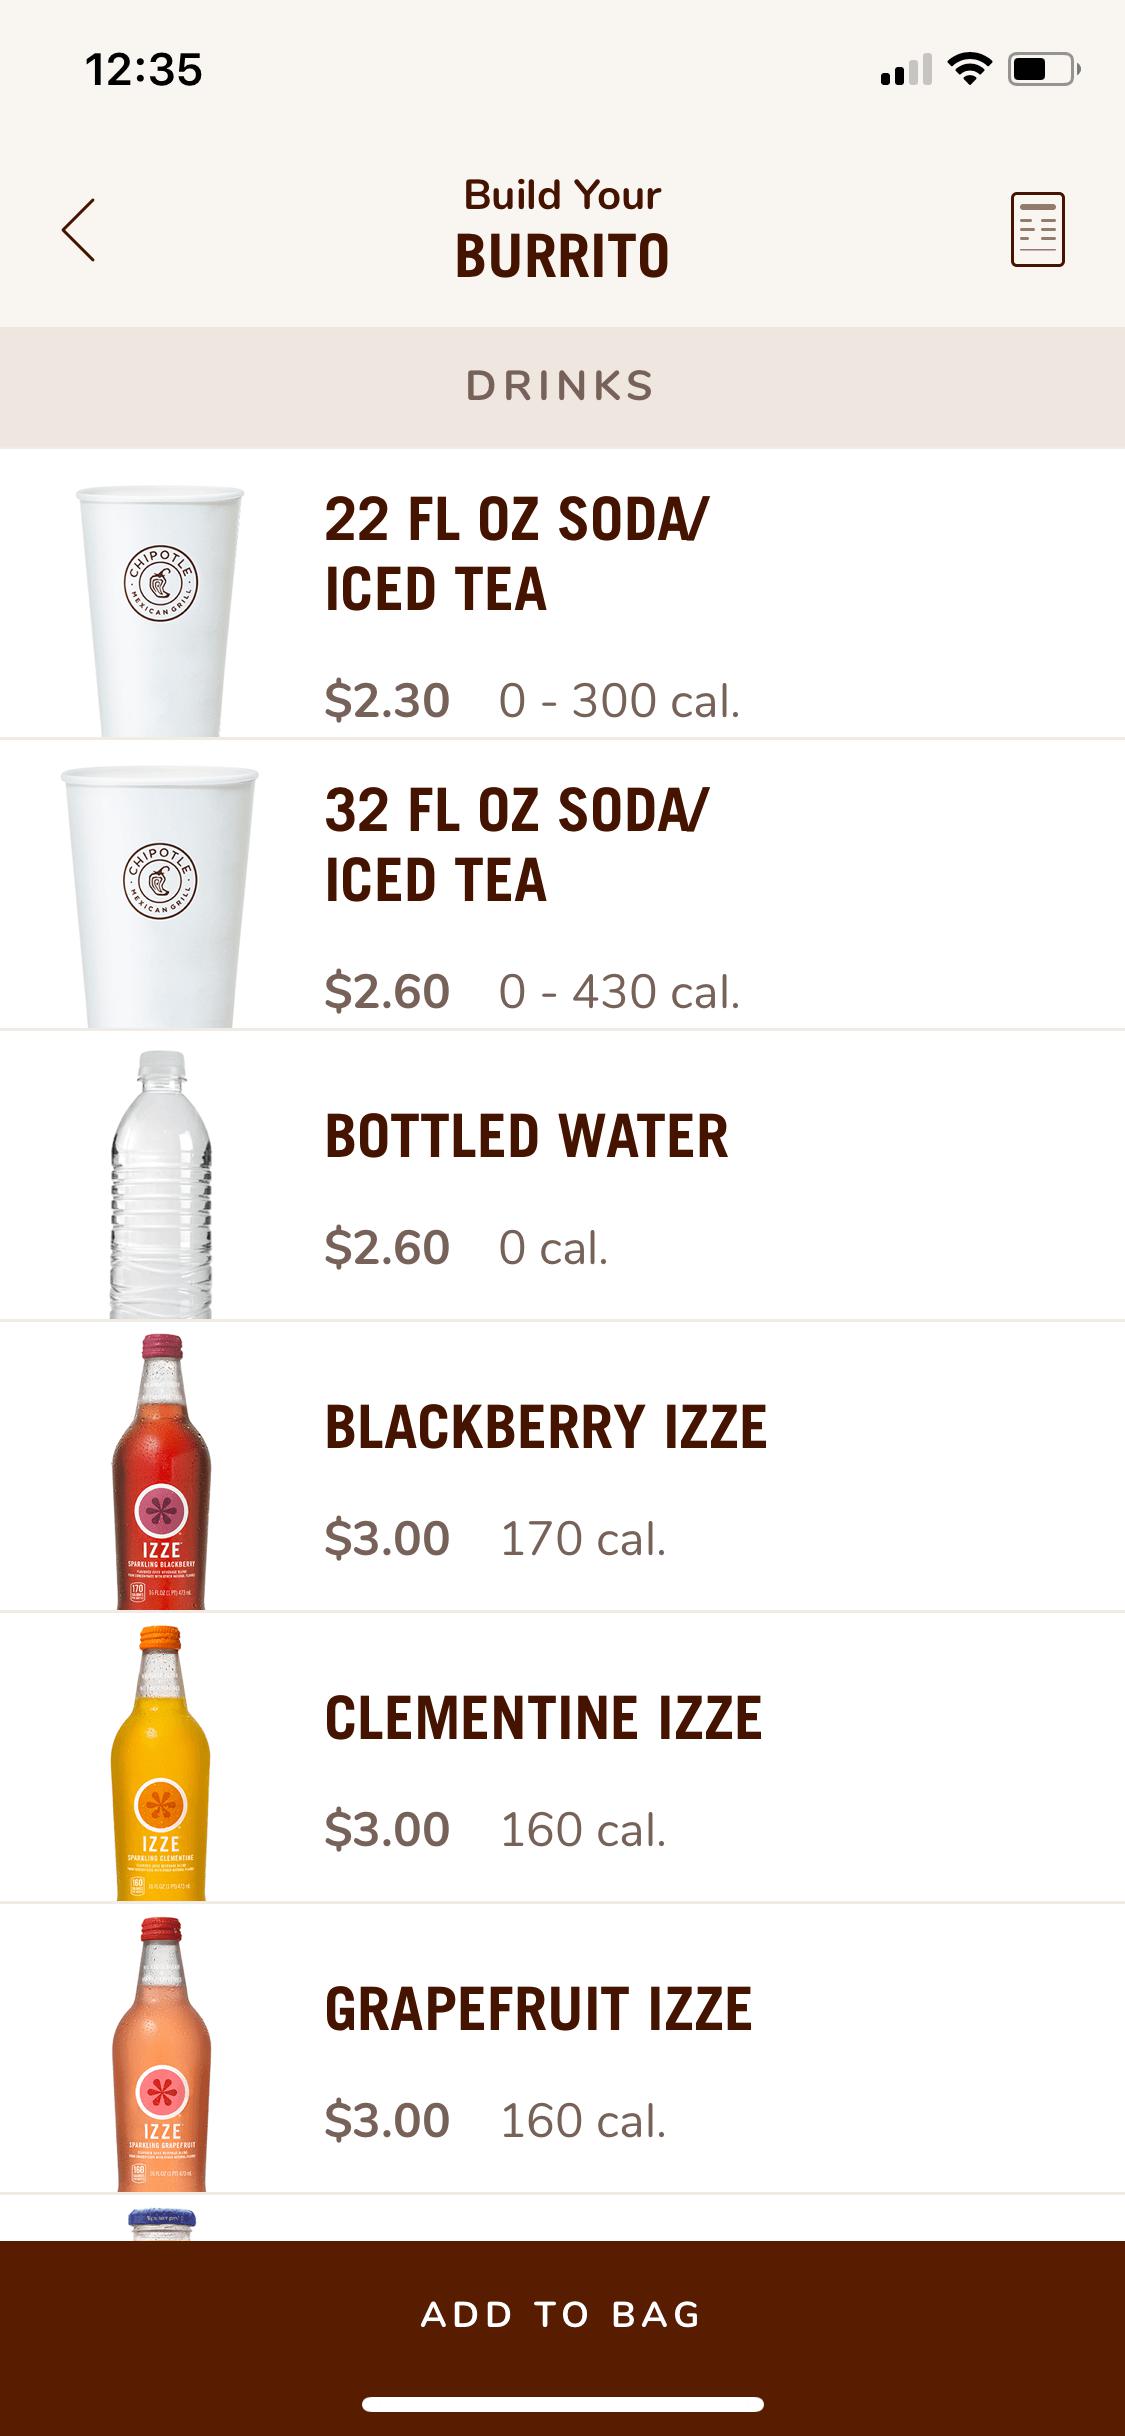 12:35
Build Your
BURRITO
DRINKS
CHIPOTLE
MEXICAN GRILL
22 FL OZ SODA/
ICED TEA
$2.30 0 - 300 cal.
CHIPOTLE
MEXICAN GRILL
32 FL OZ SODA/
ICED TEA
$2.60 0 - 430 cal.
BOTTLED WATER
$2.60 0 cal.
BLACKBERRY IZZE
$3.00 170 cal.
IZZE
SPARKLING BLACKBERRY
170
CLEMENTINE IZZE
$3.00 160 cal.
IZZE
SPARKLING CLEMENTINE
160
GRAPEFRUIT IZZE
$3.00 160 cal.
IZZE
SPARKLING GRAPEFRUIT
160
ADD TO BAG